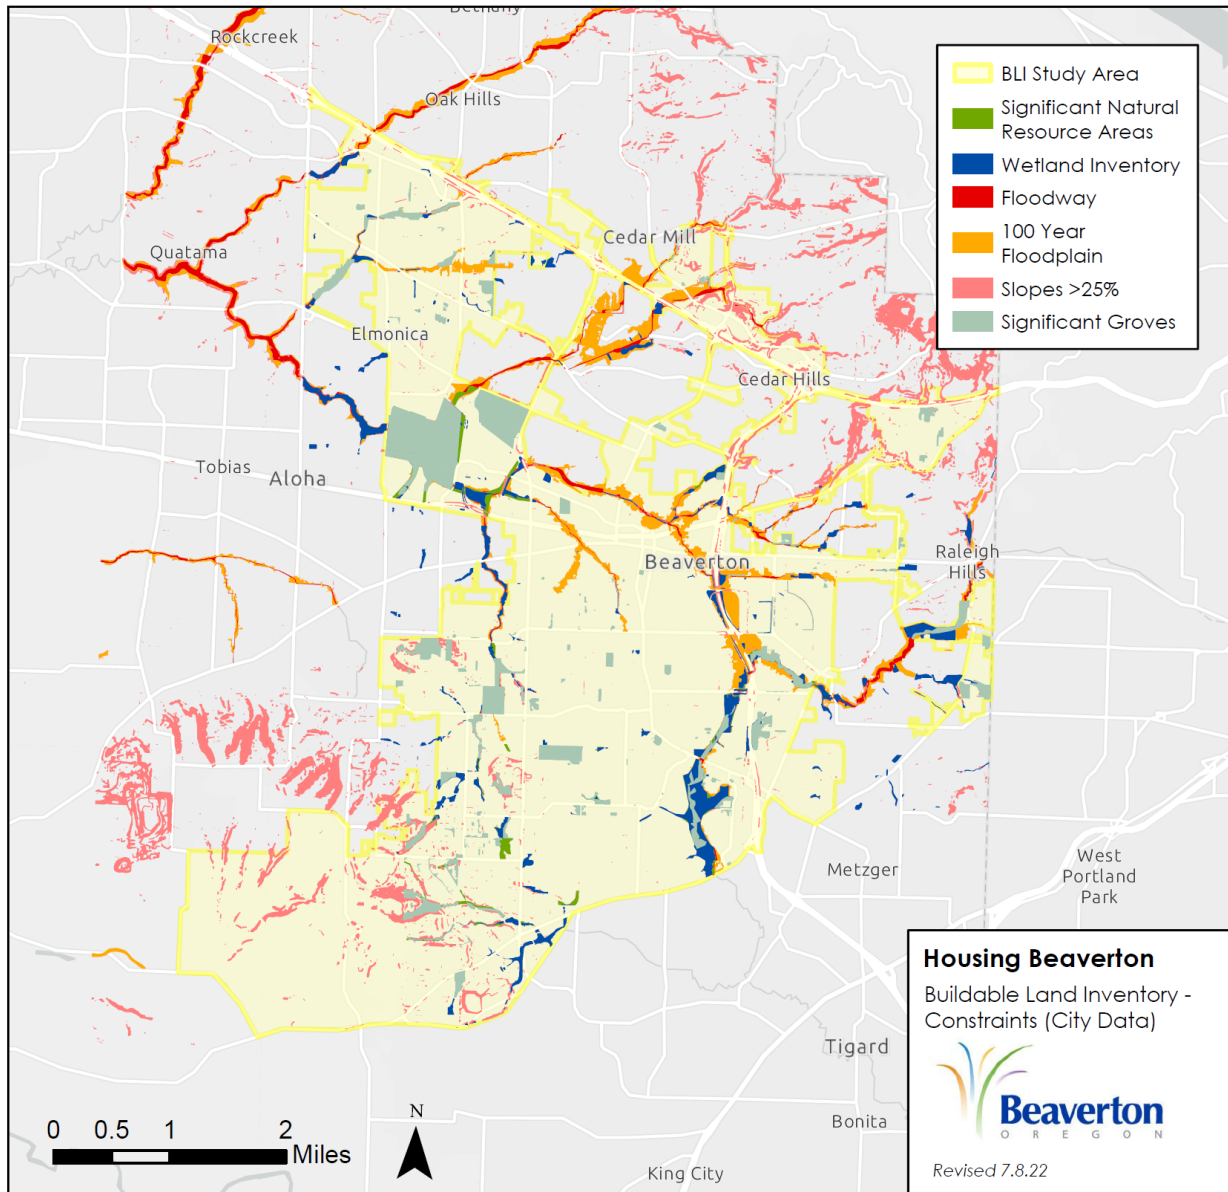 Bethany
Rockcreek
Oak Hills
BLI Study Area
Significant Natural
Resource Areas
Wetland Inventory
Floodway
100 Year
Floodplain
Slopes >25%
Significant Groves
Cedar Mill
Quatama
Elmonica
Cedar Hills
Tobias
Aloha
Beaverton
Raleigh
Hills
Metzger
West
Portland
Park
Tigard
Bonita
King City
0 0.5 1 2
Miles
N
Housing Beaverton
Buildable Land Inventory -
Constraints (City Data)
Beaverton
OREGON
Revised 7.8.22